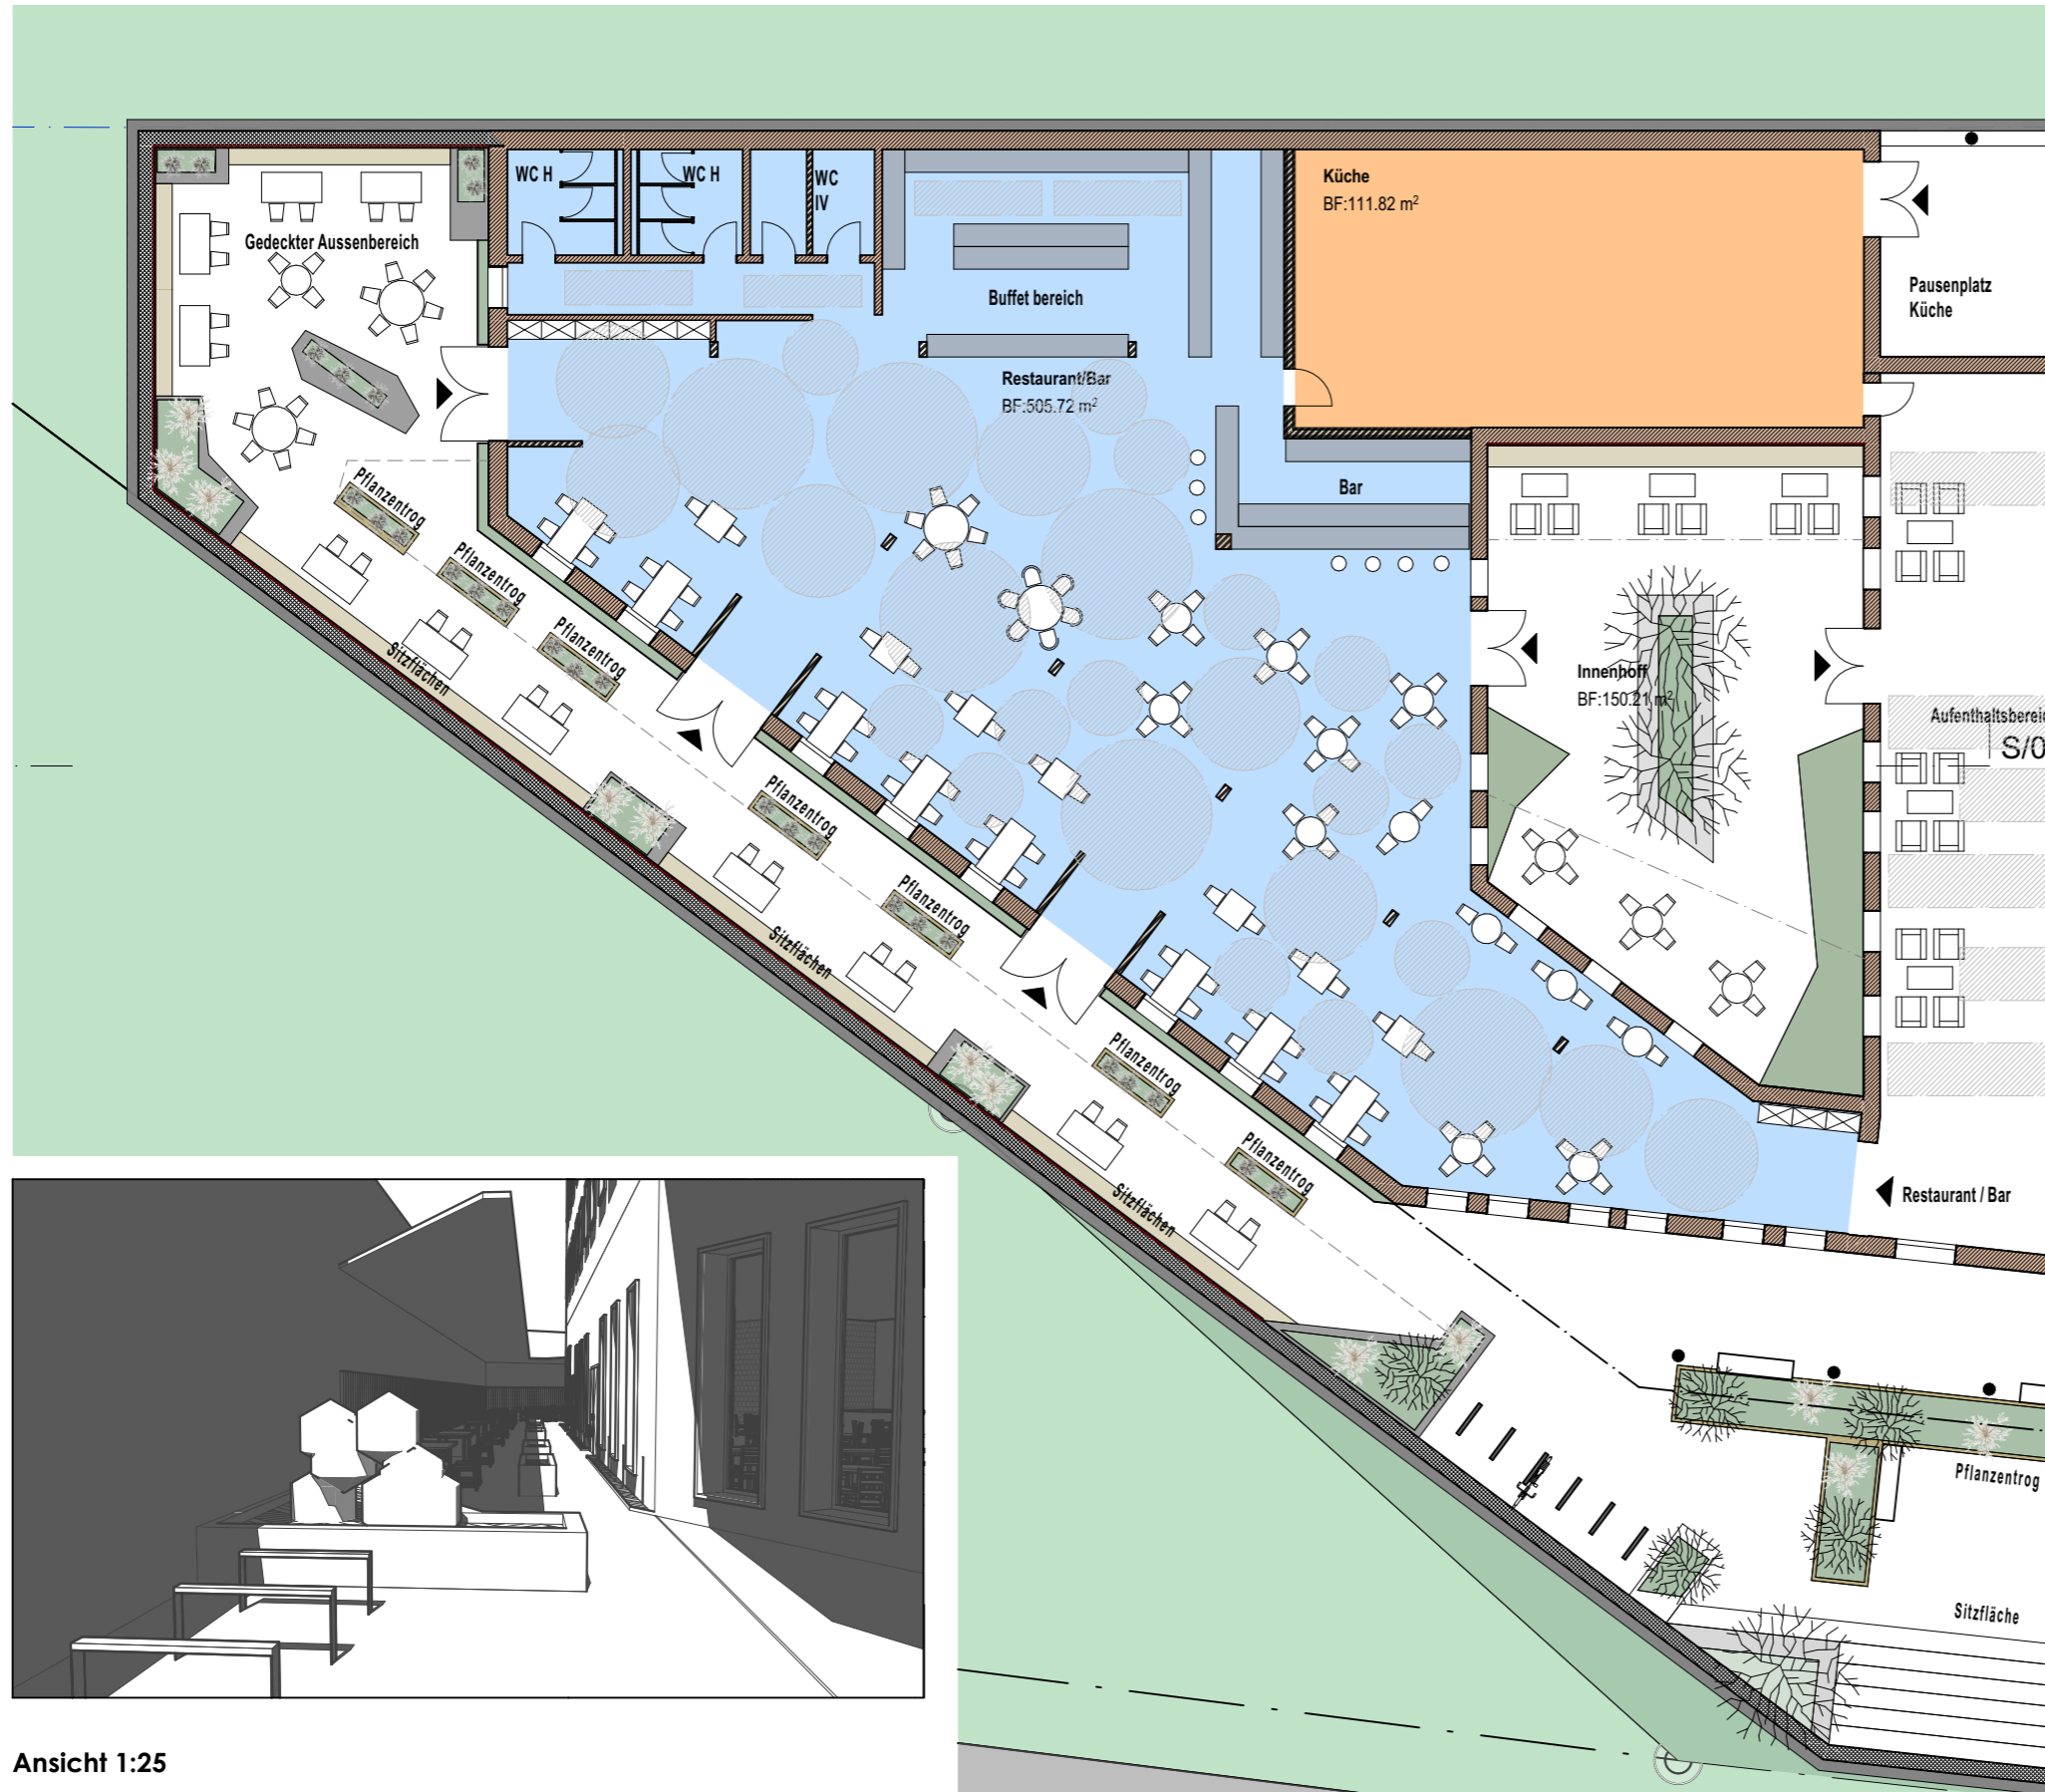 WC H
WC H
WC
IV
Küche
BF:111.82 m²
Gedeckter Aussenbereich
Buffet bereich
Pausenplatz
Küche
Restaurant/Bar
BF:505.72 m²
Bar
Pflanzentrog
Pflanzentrog
Pflanzentrog
Sitzflächen
Innenhoff
BF:150.21 m²
Aufenthaltsbereic
S/0
Pflanzentrog
Pflanzentrog
Sitzflächen
Pflanzentrog
Pflanzentrog
Sitzflächen
Restaurant / Bar
Pflanzentrog
Sitzfläche
Ansicht 1:25